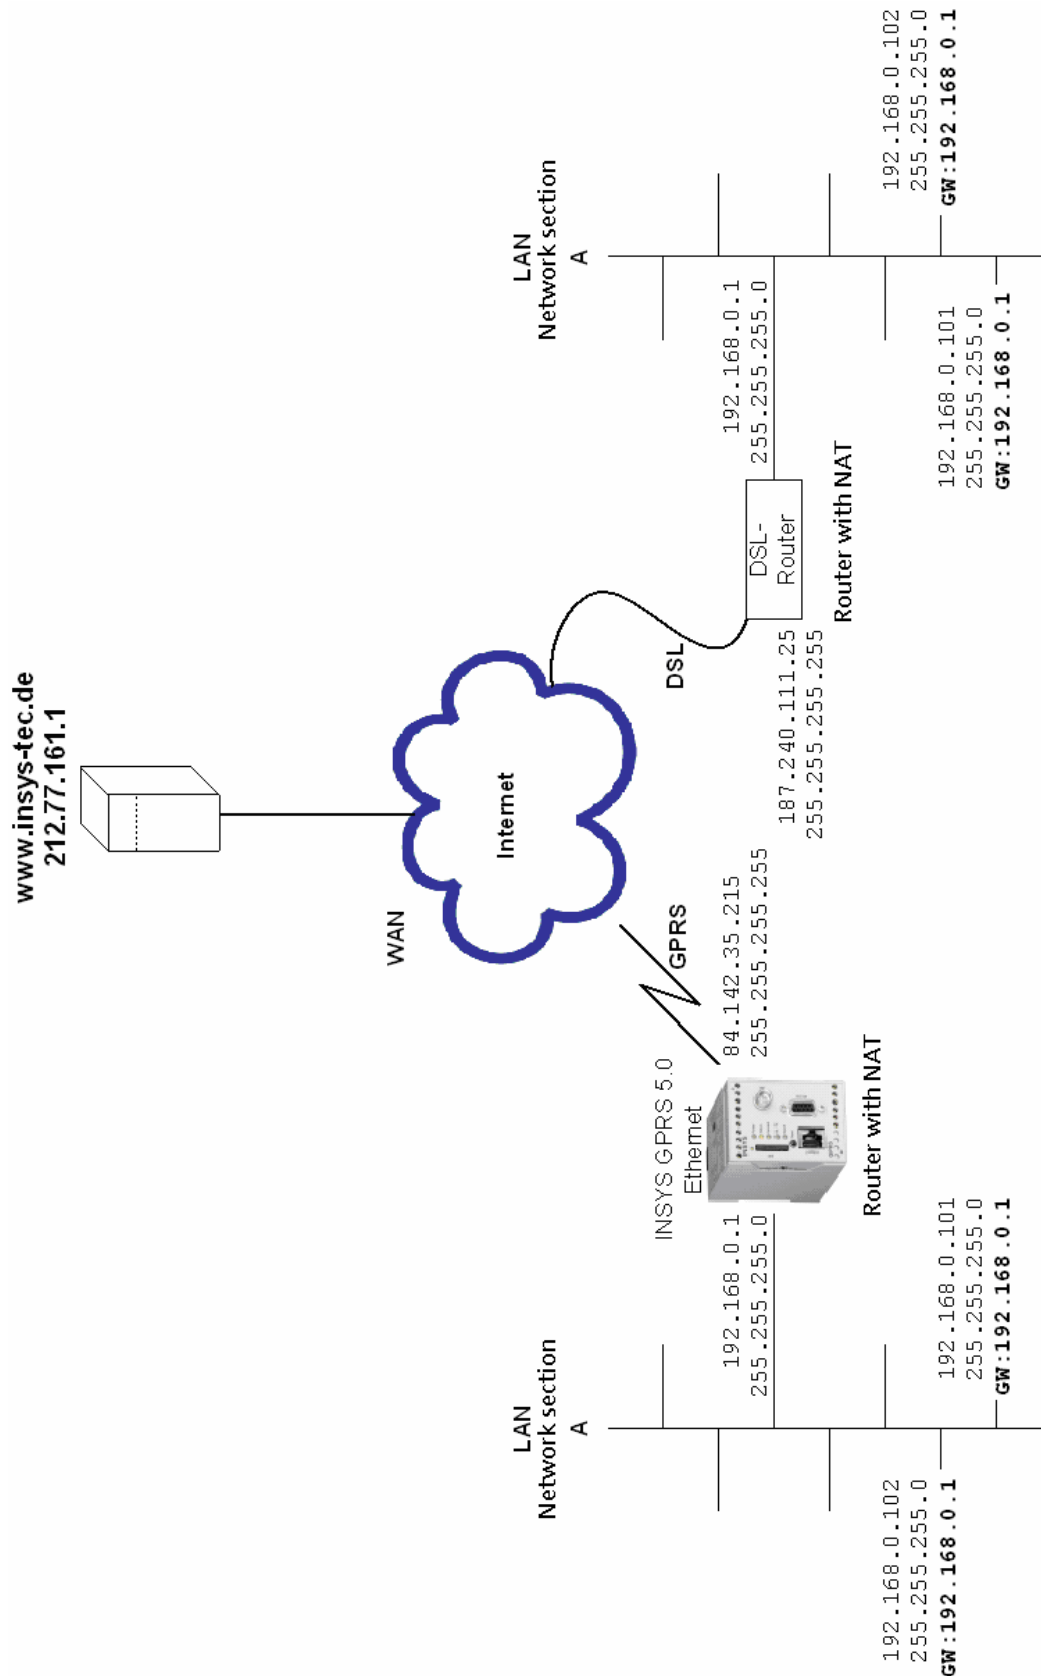 www.insys-tec.de
212.77.161.1
WAN
Internet
LAN
Network section
A
INSYS GPRS 5.0
Ethernet
GPRS
DSL
LAN
Network section
A
192.168.0.1
255.255.255.0
84.142.35.215
255.255.255.255
187.240.111.25
255.255.255.255
DSL-
Router
192.168.0.1
255.255.255.0
Router with NAT
Router with NAT
192.168.0.102
255.255.255.0
GW:192.168.0.1
192.168.0.101
255.255.255.0
GW:192.168.0.1
192.168.0.101
255.255.255.0
GW:192.168.0.1
192.168.0.102
255.255.255.0
GW:192.168.0.1